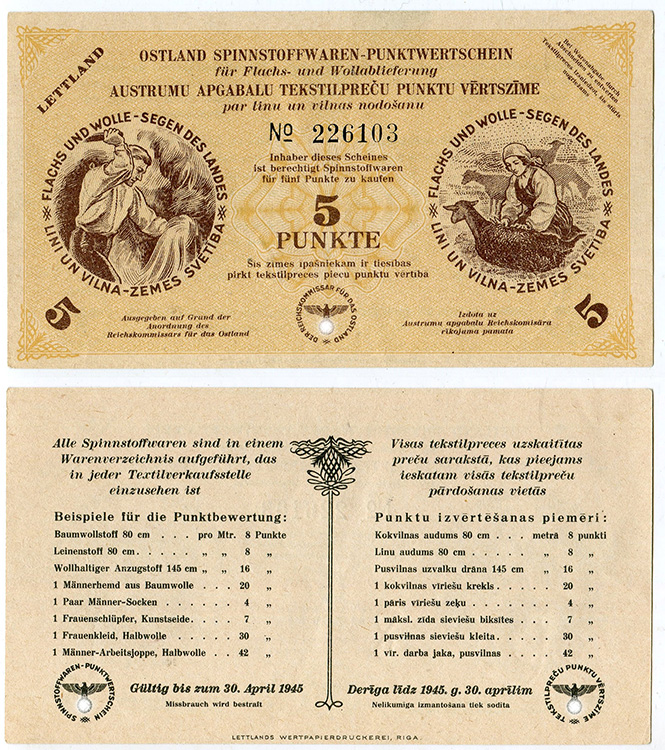 LETTLAND
OSTLAND SPINNSTOFFWAREN-PUNKTWERTSCHEIN
für Flachs- und Wollablieferung
AUSTRUMU APGABALU TEKSTILPREČU PUNKTU VĒRTSZĪME
par linu un vilnas nodošanu
Bei Warenabgabe durch
Abschneiden zu entwerten
Nº 226103
Inhaber dieses Scheines
ist berechtigt Spinnstoffwaren
für fünf Punkte zu kaufen
5
PUNKTE
Šis zīmes īpašniekam ir tiesības
pirkt tekstilpreces piecu punktu vērtībā
FLACHS UND WOLLE-SEGEN DES LANDES
LINI UN VILNA-ZEMES SVĒTĪBA
FLACHS UND WOLLE-SEGEN DES LANDES
LINI UN VILNA-ZEMES SVĒTĪBA
5
5
Ausgegeben auf Grund der
Anordnung des
Reichskommissars für das Ostland
DER REICHSKOMMISSAR FÜR DAS OSTLAND
Izdota uz
Austrumu apgabalu Reichskomisāra
rīkojuma pamata
Alle Spinnstoffwaren sind in einem
Warenverzeichnis aufgeführt, das
in jeder Textilverkaufsstelle
einzusehen ist
Beispiele für die Punktbewertung:
Baumwollstoff 80 cm . . . pro Mtr. 8 Punkte
Leinenstoff 80 cm . . . . „ „ 8 „
Wollhaltiger Anzugstoff 145 cm „ „ 16 „
1 Männerhemd aus Baumwolle . . . . 20 „
1 Paar Männer-Socken . . . . . 4 „
1 Frauenschlüpfer, Kunstseide . . . . 7 „
1 Frauenkleid, Halbwolle . . . . . 30 „
1 Männer-Arbeitsjoppe, Halbwolle . . 42 „
SPINNSTOFFWAREN-PUNKTWERTSCHEIN
Gültig bis zum 30. April 1945
Missbrauch wird bestraft
Visas tekstilpreces uzskaitītas
preču sarakstā, kas pieejams
ieskatam visās tekstilpreču
pārdošanas vietās
Punktu izvērtēšanas piemēri:
Kokvilnas audums 80 cm . . . metrā 8 punkti
Linu audums 80 cm . . . . . „ 8 „
Pusvilnas uzvalku drāna 145 cm „ 16 „
1 kokvilnas vīriešu krekls . . . . . 20 „
1 pāris vīriešu zeķu . . . . . . 4 „
1 māksl. zīda sieviešu biksītes . . . 7 „
1 pusvilnas sieviešu kleita . . . . . 30 „
1 vīr. darba jaka, pusvilnas . . . . 42 „
Derīga līdz 1945. g. 30. aprīlim
Nelikumīga izmantošana tiek sodīta
TEKSTILPREČU PUNKTU VĒRTZĪME
LETTLANDS WERTPAPIERDRUCKEREI, RIGA.